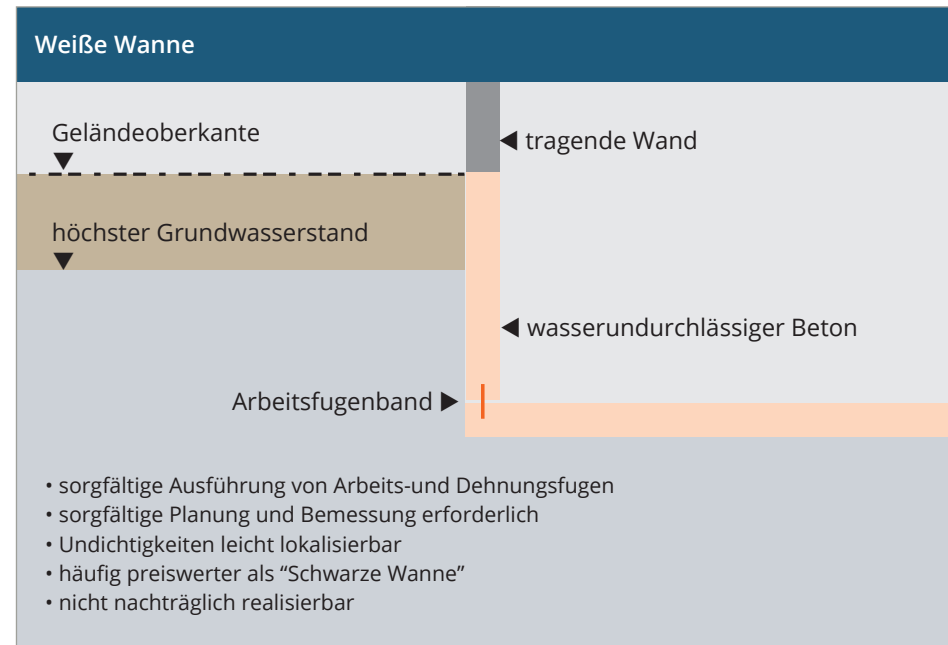 Weiße Wanne
Geländeoberkante
tragende Wand
höchster Grundwasserstand
wasserundurchlässiger Beton
Arbeitsfugenband
• sorgfältige Ausführung von Arbeits-und Dehnungsfugen
• sorgfältige Planung und Bemessung erforderlich
• Undichtigkeiten leicht lokalisierbar
• häufig preiswerter als “Schwarze Wanne”
• nicht nachträglich realisierbar